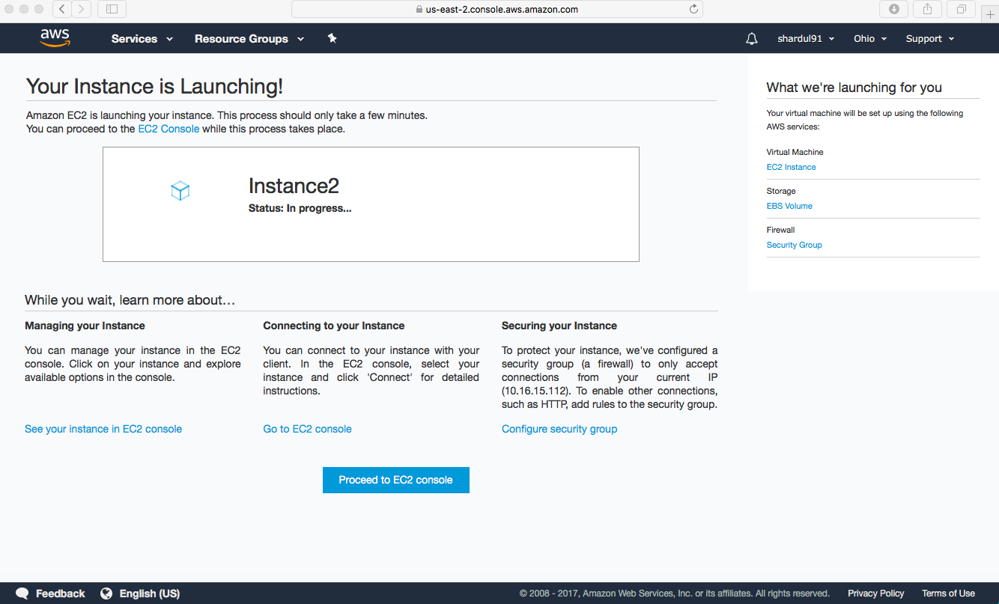 us-east-2.console.aws.amazon.com
aws
Services
Resource Groups
shardul91
Ohio
Support
Your Instance is Launching!
Amazon EC2 is launching your instance. This process should only take a few minutes.
You can proceed to the EC2 Console while this process takes place.
Instance2
Status: In progress...
What we're launching for you
Your virtual machine will be set up using the following
AWS services:
Virtual Machine
EC2 Instance
Storage
EBS Volume
Firewall
Security Group
While you wait, learn more about…
Managing your Instance
You can manage your instance in the EC2
console. Click on your instance and explore
available options in the console.
See your instance in EC2 console
Connecting to your Instance
You can connect to your instance with your
client. In the EC2 console, select your
instance and click 'Connect' for detailed
instructions.
Go to EC2 console
Securing your Instance
To protect your instance, we've configured a
security group (a firewall) to only accept
connections from your current IP
(10.16.15.112). To enable other connections,
such as HTTP, add rules to the security group.
Configure security group
Proceed to EC2 console
Feedback
English (US)
© 2008 - 2017, Amazon Web Services, Inc. or its affiliates. All rights reserved.
Privacy Policy
Terms of Use